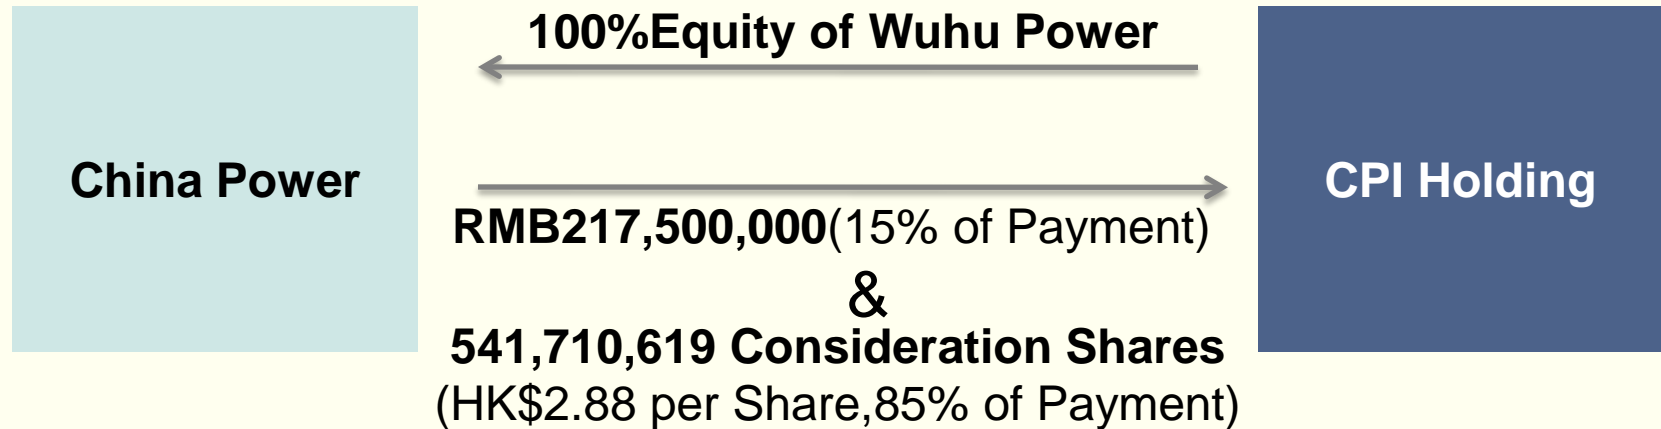 100%Equity of Wuhu Power
China Power
CPI Holding
RMB217,500,000(15% of Payment)
&
541,710,619 Consideration Shares
(HK$2.88 per Share,85% of Payment)